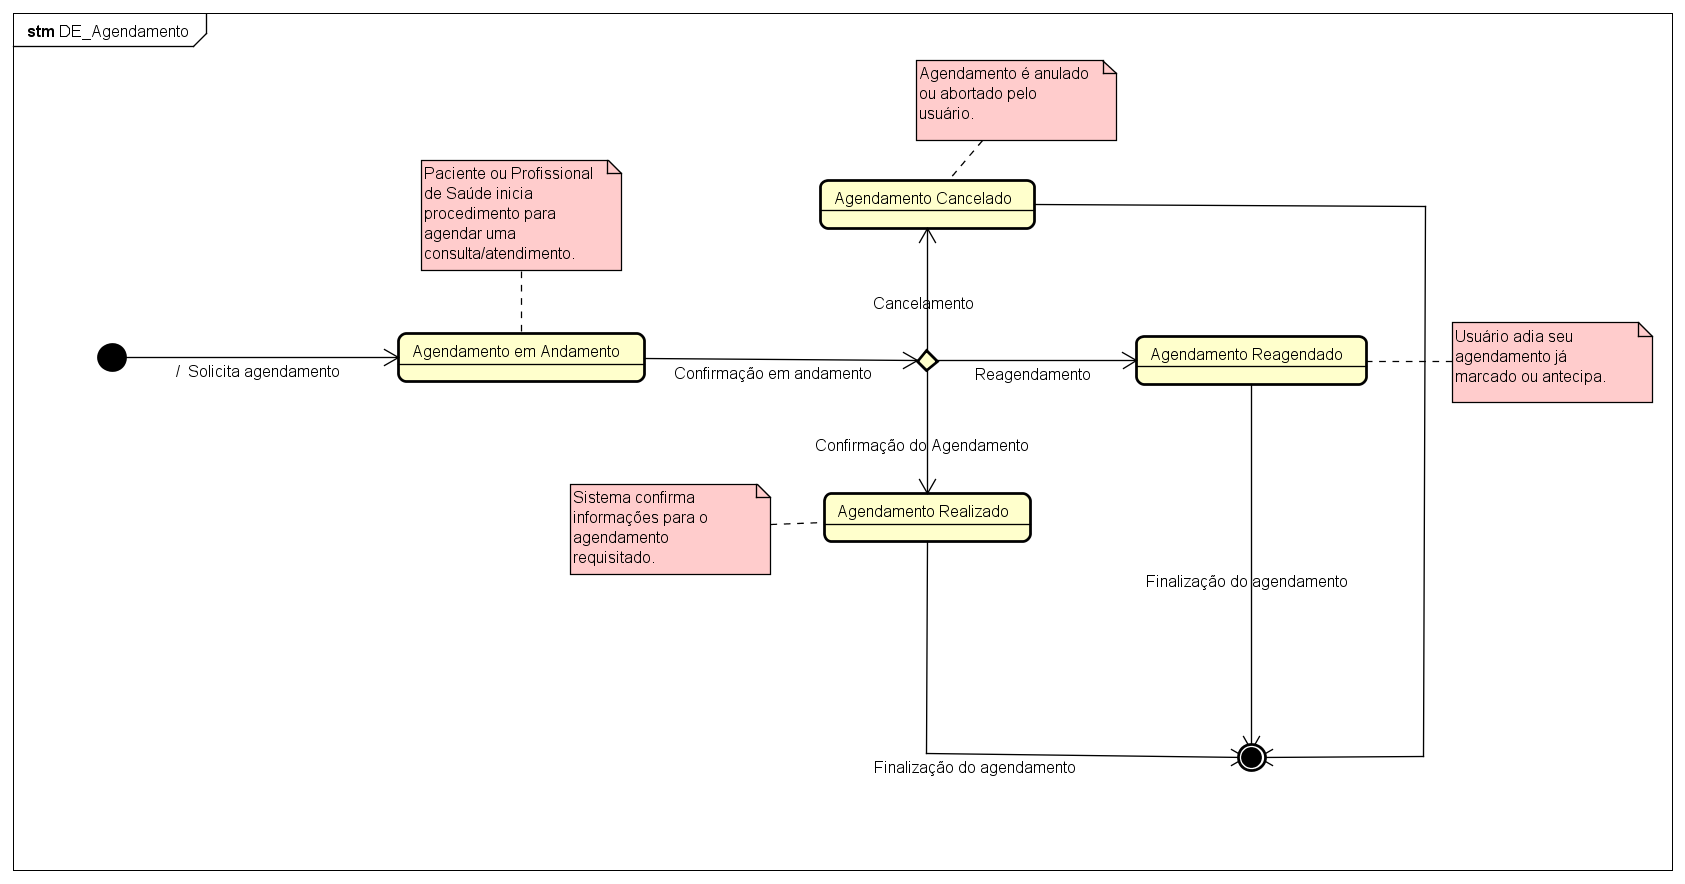 stm DE_Agendamento
Agendamento é anulado
ou abortado pelo
usuário.
Paciente ou Profissional
de Saúde inicia
procedimento para
agendar uma
consulta/atendimento.
Agendamento Cancelado
Cancelamento
Agendamento em Andamento
/ Solicita agendamento
Confirmação em andamento
Reagendamento
Agendamento Reagendado
Usuário adia seu
agendamento já
marcado ou antecipa.
Confirmação do Agendamento
Sistema confirma
informações para o
agendamento
requisitado.
Agendamento Realizado
Finalização do agendamento
Finalização do agendamento